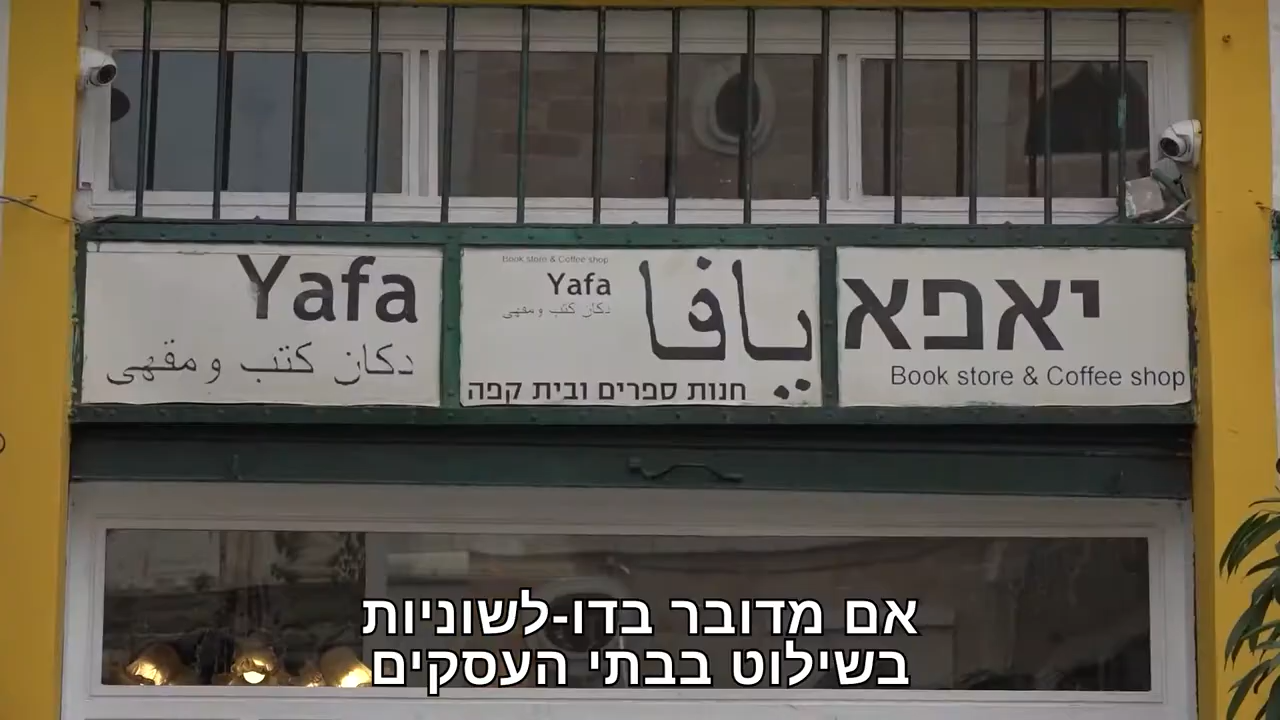 Yafa
دكان كتب ومقهى
Book store & Coffee shop
Yafa
دكان كتب ومقهى
يافا
חנות ספרים ובית קפה
יאפא
Book store & Coffee shop
אם מדובר בדו-לשוניות
בשילוט בבתי העסקים